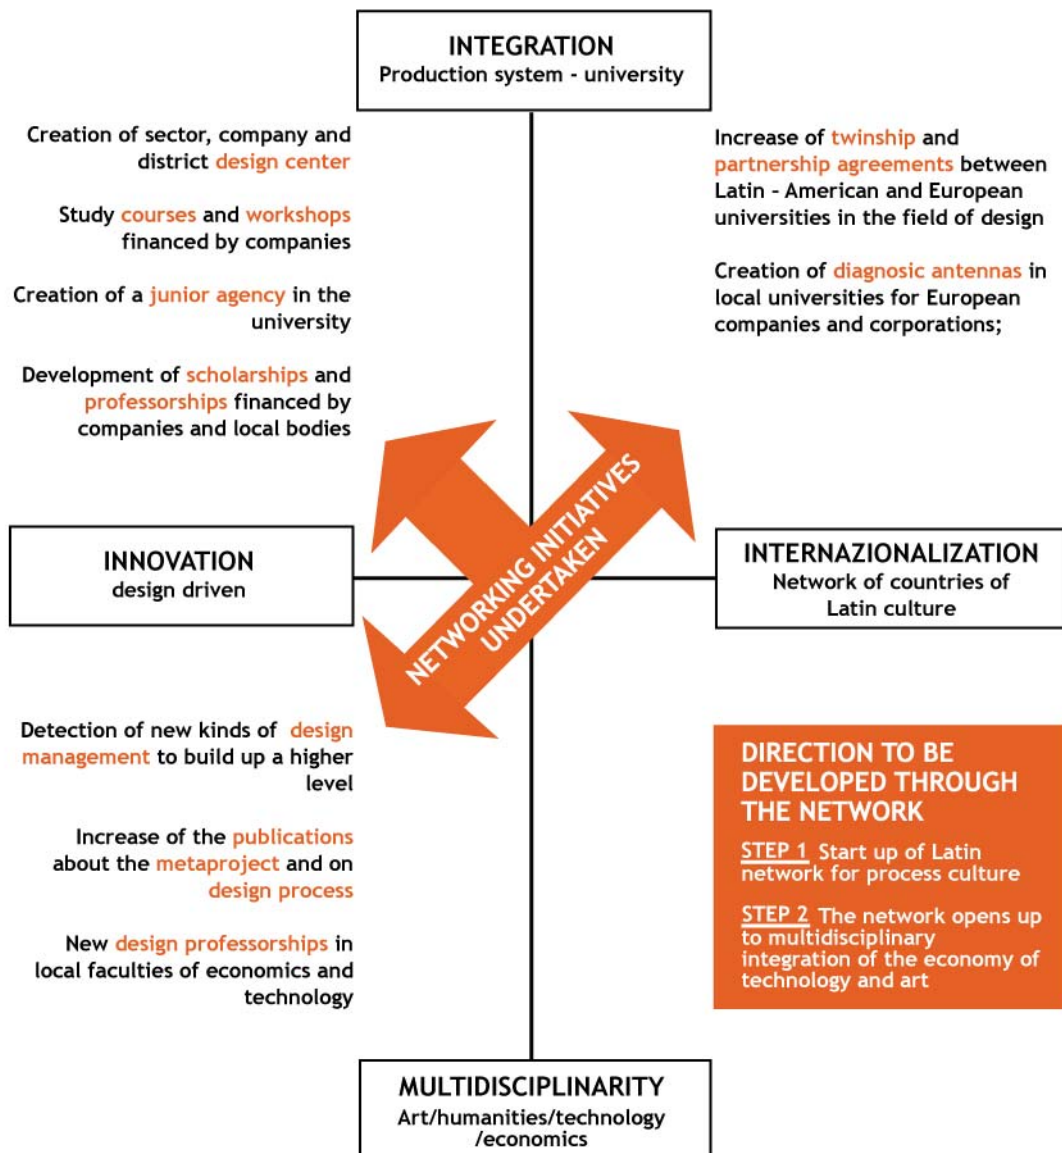 INTEGRATION
Production system - university
Creation of sector, company and
district design center
Study courses and workshops
financed by companies
Creation of a junior agency in the
university
Development of scholarships and
professorships financed by
companies and local bodies
Increase of twinship and
partnership agreements between
Latin - American and European
universities in the field of design
Creation of diagnosic antennas in
local universities for European
companies and corporations;
NETWORKING INITIATIVES
UNDERTAKEN
INNOVATION
design driven
INTERNAZIONALIZATION
Network of countries of
Latin culture
Detection of new kinds of design
management to build up a higher
level
Increase of the publications
about the metaproject and on
design process
New design professorships in
local faculties of economics and
technology
DIRECTION TO BE
DEVELOPED THROUGH
THE NETWORK
STEP 1 Start up of Latin
network for process culture
STEP 2 The network opens up
to multidisciplinary
integration of the economy of
technology and art
MULTIDISCIPLINARITY
Art/humanities/technology
/economics